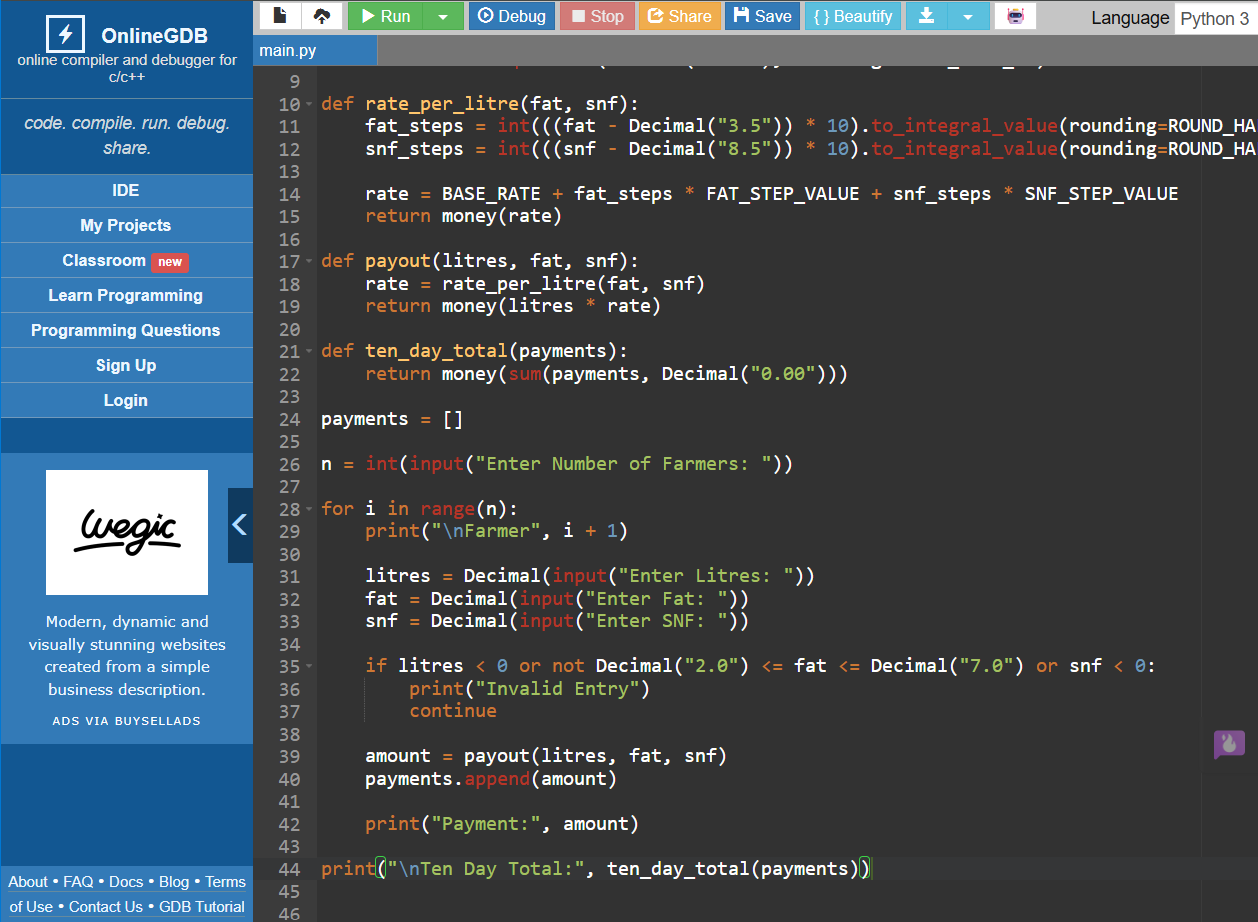 OnlineGDB
online compiler and debugger for
c/c++
code. compile. run. debug.
share.
IDE
My Projects
Classroom new
Learn Programming
Programming Questions
Sign Up
Login
wegic
Modern, dynamic and
visually stunning websites
created from a simple
business description.
ADS VIA BUYSELLADS
About • FAQ • Docs • Blog • Terms
of Use • Contact Us • GDB Tutorial
Run Debug Stop Share Save { } Beautify Language Python 3
main.py
9
10 def rate_per_litre(fat, snf):
11     fat_steps = int(((fat - Decimal("3.5")) * 10).to_integral_value(rounding=ROUND_HA
12     snf_steps = int(((snf - Decimal("8.5")) * 10).to_integral_value(rounding=ROUND_HA
13
14     rate = BASE_RATE + fat_steps * FAT_STEP_VALUE + snf_steps * SNF_STEP_VALUE
15     return money(rate)
16
17 def payout(litres, fat, snf):
18     rate = rate_per_litre(fat, snf)
19     return money(litres * rate)
20
21 def ten_day_total(payments):
22     return money(sum(payments, Decimal("0.00")))
23
24 payments = []
25
26 n = int(input("Enter Number of Farmers: "))
27
28 for i in range(n):
29     print("\nFarmer", i + 1)
30
31     litres = Decimal(input("Enter Litres: "))
32     fat = Decimal(input("Enter Fat: "))
33     snf = Decimal(input("Enter SNF: "))
34
35     if litres < 0 or not Decimal("2.0") <= fat <= Decimal("7.0") or snf < 0:
36         print("Invalid Entry")
37         continue
38
39     amount = payout(litres, fat, snf)
40     payments.append(amount)
41
42     print("Payment:", amount)
43
44 print("\nTen Day Total:", ten_day_total(payments))
45
46